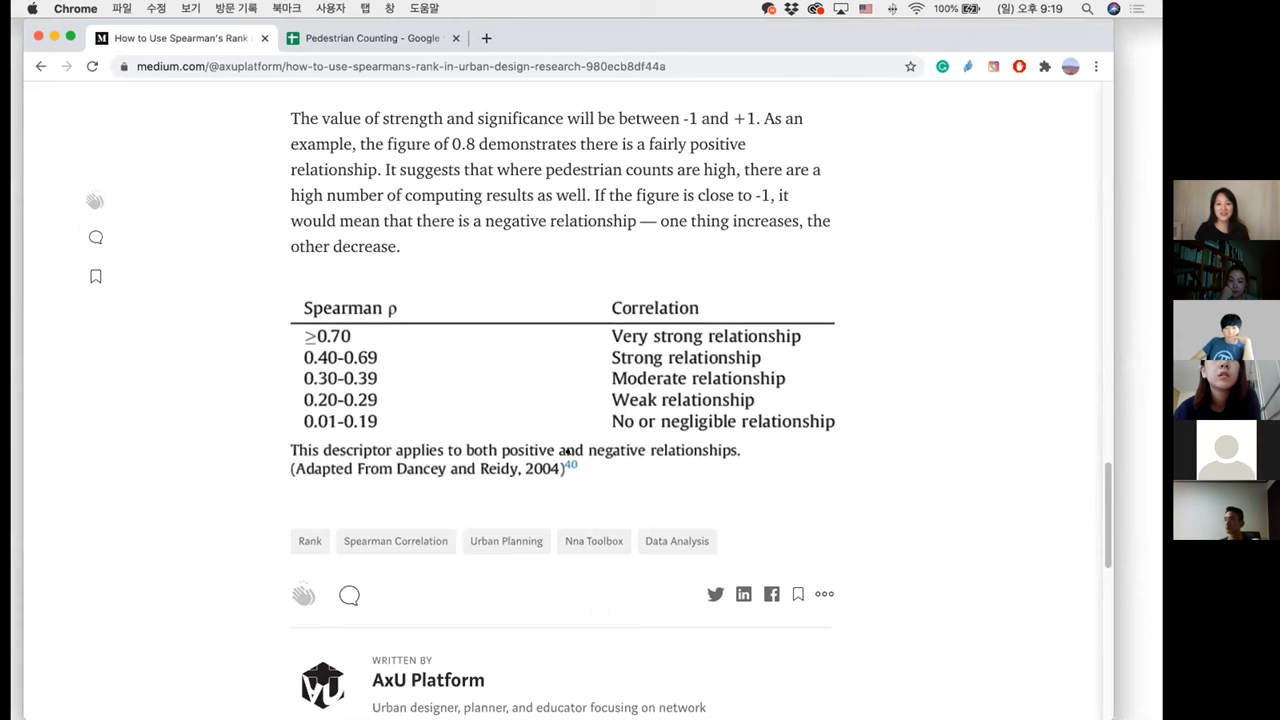 Chrome 파일 수정 보기 방문 기록 북마크 사용자 탭 창 도움말 100% (일) 오후 9:19
M How to Use Spearman's Rank Pedestrian Counting - Google
medium.com/@axuplatform/how-to-use-spearmans-rank-in-urban-design-research-980ecb8df44a
The value of strength and significance will be between -1 and +1. As an
example, the figure of 0.8 demonstrates there is a fairly positive
relationship. It suggests that where pedestrian counts are high, there are a
high number of computing results as well. If the figure is close to -1, it
would mean that there is a negative relationship — one thing increases, the
other decrease.
Spearman ρ Correlation
≥0.70 Very strong relationship
0.40-0.69 Strong relationship
0.30-0.39 Moderate relationship
0.20-0.29 Weak relationship
0.01-0.19 No or negligible relationship
This descriptor applies to both positive and negative relationships.
(Adapted From Dancey and Reidy, 2004)40
Rank Spearman Correlation Urban Planning Nna Toolbox Data Analysis
WRITTEN BY
AxU Platform
Urban designer, planner, and educator focusing on network